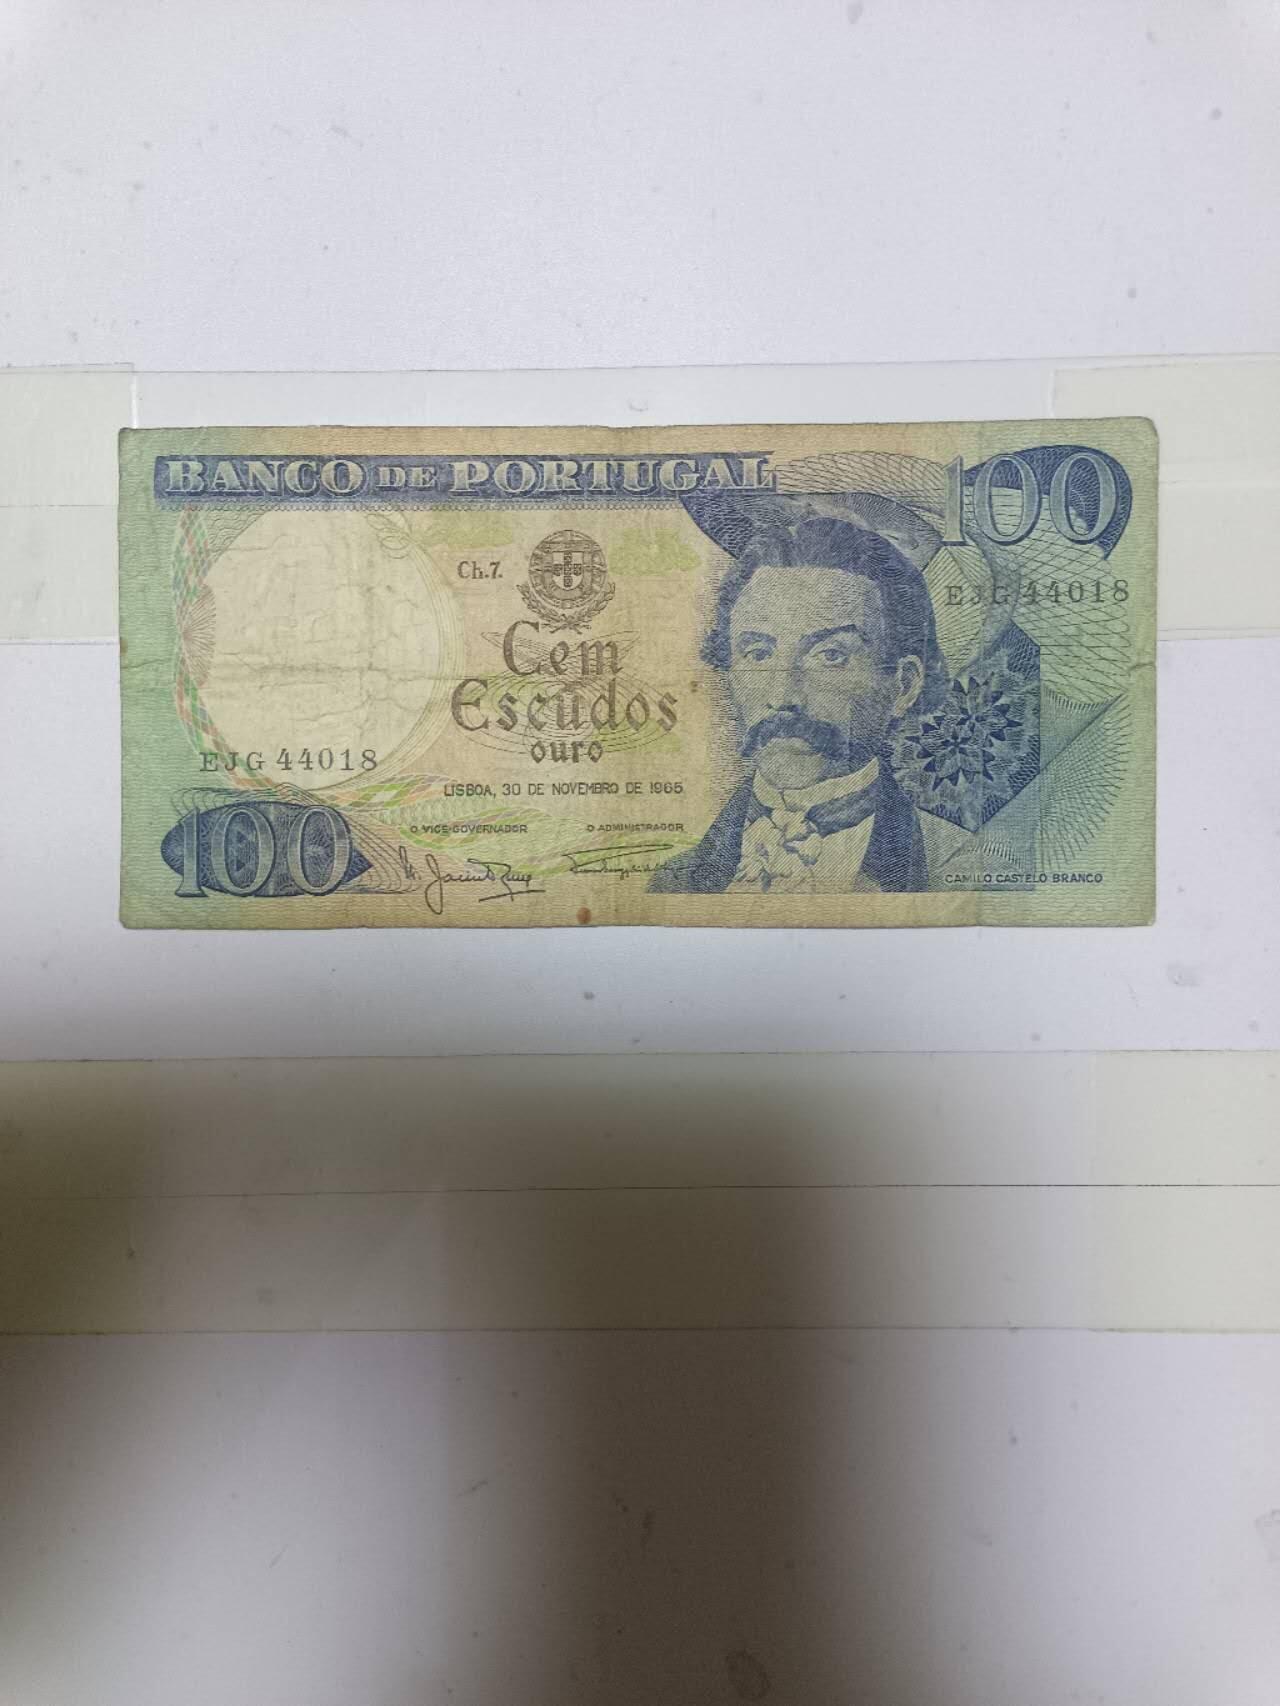 BANCO DE PORTUGAL
100
Ch.7.
EJG 44018
Cem
Escudos
ouro
EJG 44018
LISBOA, 30 DE NOVEMBRO DE 1965
O VICE-GOVERNADOR
O ADMINISTRADOR
100
CAMILO CASTELO BRANCO